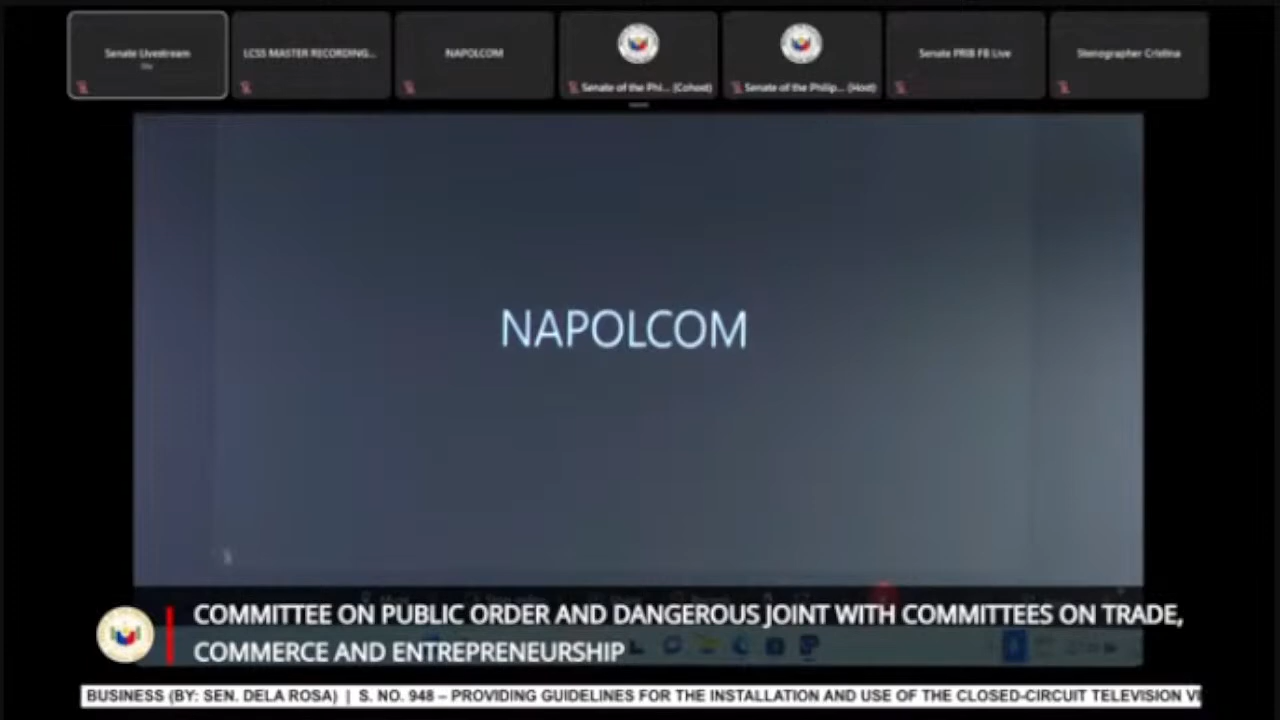 Senate Livestream
LCSS MASTER RECORDING...
NAPOLCOM
Senate of the Phi... (Cohost)
Senate of the Philip... (Host)
Senate PRIB FB Live
Stenographer Cristina
NAPOLCOM
COMMITTEE ON PUBLIC ORDER AND DANGEROUS JOINT WITH COMMITTEES ON TRADE,
COMMERCE AND ENTREPRENEURSHIP
BUSINESS (BY: SEN. DELA ROSA) | S. NO. 948 – PROVIDING GUIDELINES FOR THE INSTALLATION AND USE OF THE CLOSED-CIRCUIT TELEVISION